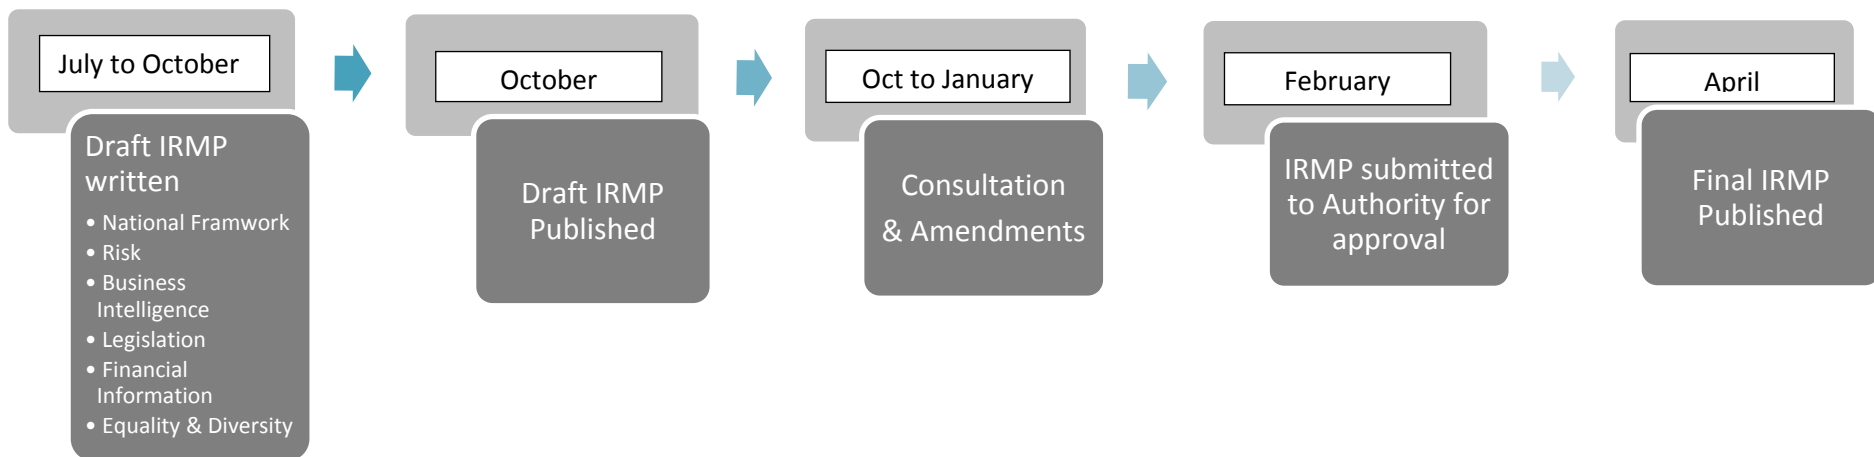 July to October
Draft IRMP
written
• National Framwork
• Risk
• Business
Intelligence
• Legislation
• Financial
Information
• Equality & Diversity
October
Draft IRMP
Published
Oct to January
Consultation
& Amendments
February
IRMP submitted
to Authority for
approval
April
Final IRMP
Published